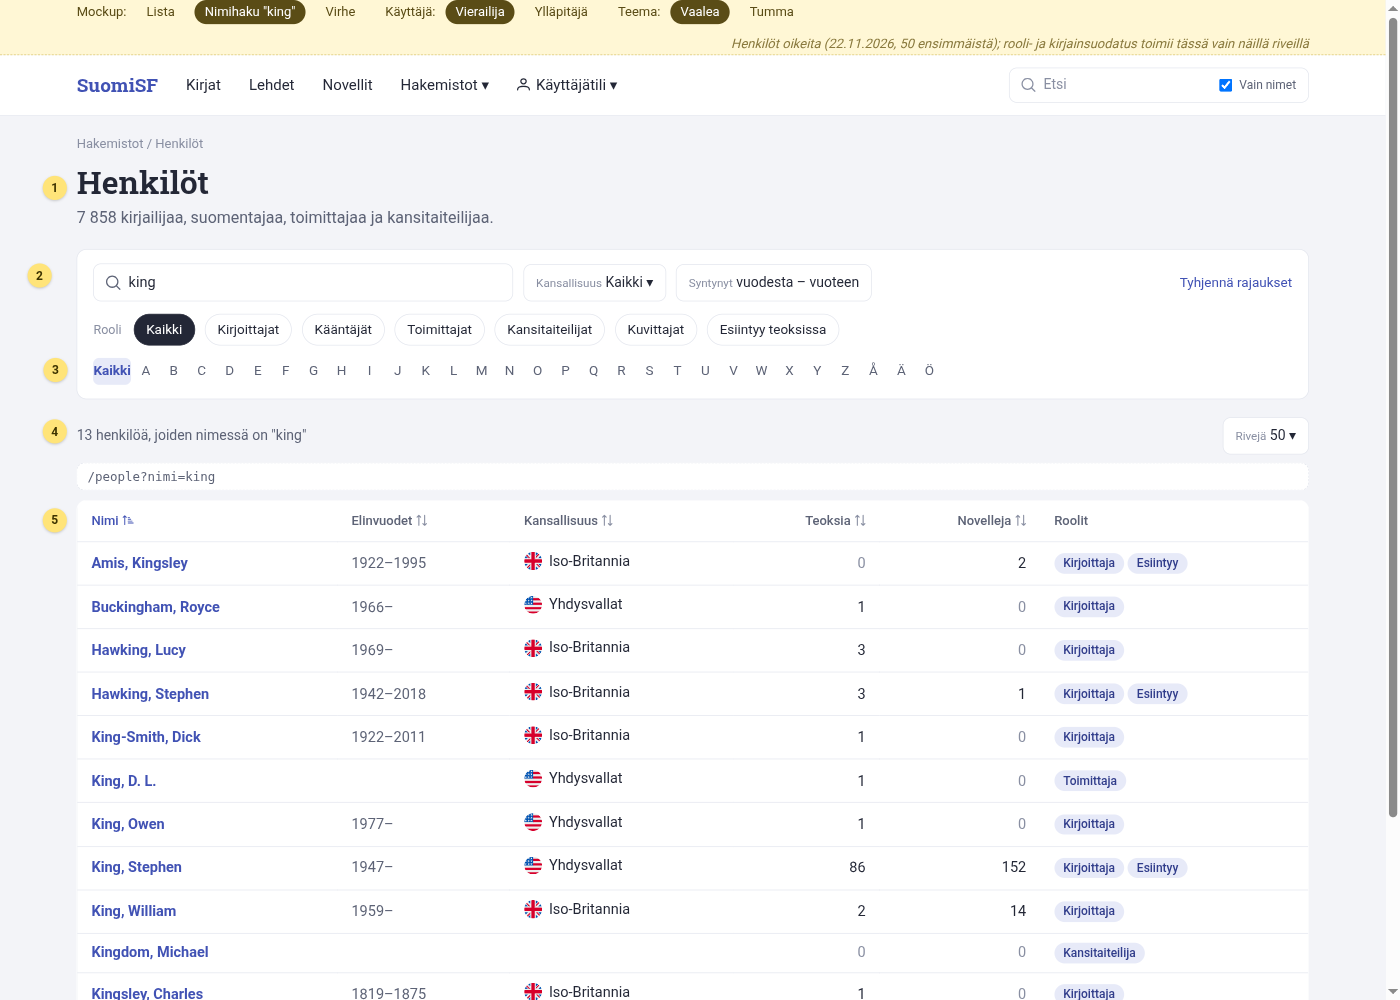 Mockup: Lista Nimihaku "king" Virhe Käyttäjä: Vierailija Ylläpitäjä Teema: Vaalea Tumma
Henkilöt oikeita (22.11.2026, 50 ensimmäistä); rooli- ja kirjainsuodatus toimii tässä vain näillä riveillä
SuomiSF Kirjat Lehdet Novellit Hakemistot ▾ Käyttäjätili ▾ Etsi Vain nimet
Hakemistot / Henkilöt
1 Henkilöt
7 858 kirjailijaa, suomentajaa, toimittajaa ja kansitaiteilijaa.
2 king Kansallisuus Kaikki ▾ Syntynyt vuodesta – vuoteen Tyhjennä rajaukset
Rooli Kaikki Kirjoittajat Kääntäjät Toimittajat Kansitaiteilijat Kuvittajat Esiintyy teoksissa
3 Kaikki A B C D E F G H I J K L M N O P Q R S T U V W X Y Z Å Ä Ö
4 13 henkilöä, joiden nimessä on "king" Rivejä 50 ▾
/people?nimi=king
5 Nimi Elinvuodet Kansallisuus Teoksia Novelleja Roolit
Amis, Kingsley 1922–1995 Iso-Britannia 0 2 Kirjoittaja Esiintyy
Buckingham, Royce 1966– Yhdysvallat 1 0 Kirjoittaja
Hawking, Lucy 1969– Iso-Britannia 3 0 Kirjoittaja
Hawking, Stephen 1942–2018 Iso-Britannia 3 1 Kirjoittaja Esiintyy
King-Smith, Dick 1922–2011 Iso-Britannia 1 0 Kirjoittaja
King, D. L. Yhdysvallat 1 0 Toimittaja
King, Owen 1977– Yhdysvallat 1 0 Kirjoittaja
King, Stephen 1947– Yhdysvallat 86 152 Kirjoittaja Esiintyy
King, William 1959– Iso-Britannia 2 14 Kirjoittaja
Kingdom, Michael 0 0 Kansitaiteilija
Kingsley, Charles 1819–1875 Iso-Britannia 1 0 Kirjoittaja